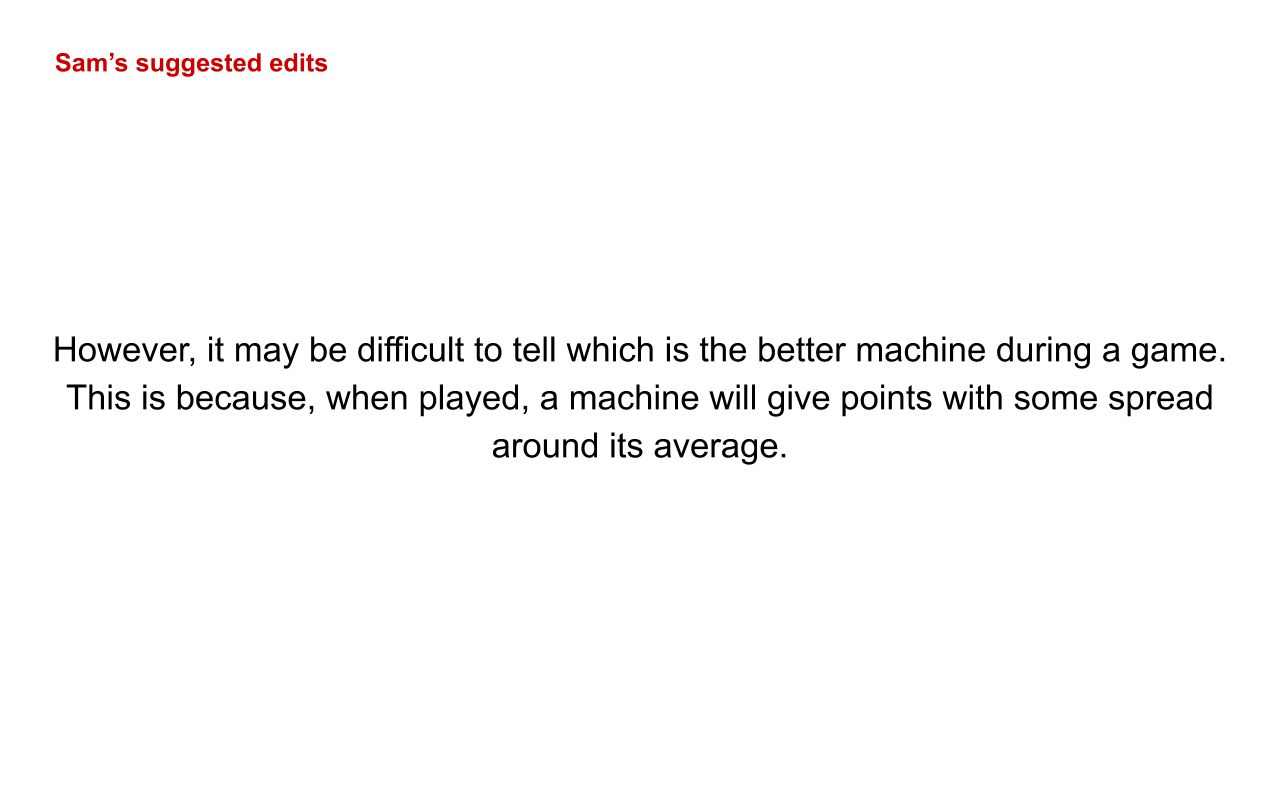 Sam’s suggested edits
However, it may be difficult to tell which is the better machine during a game.
This is because, when played, a machine will give points with some spread
around its average.